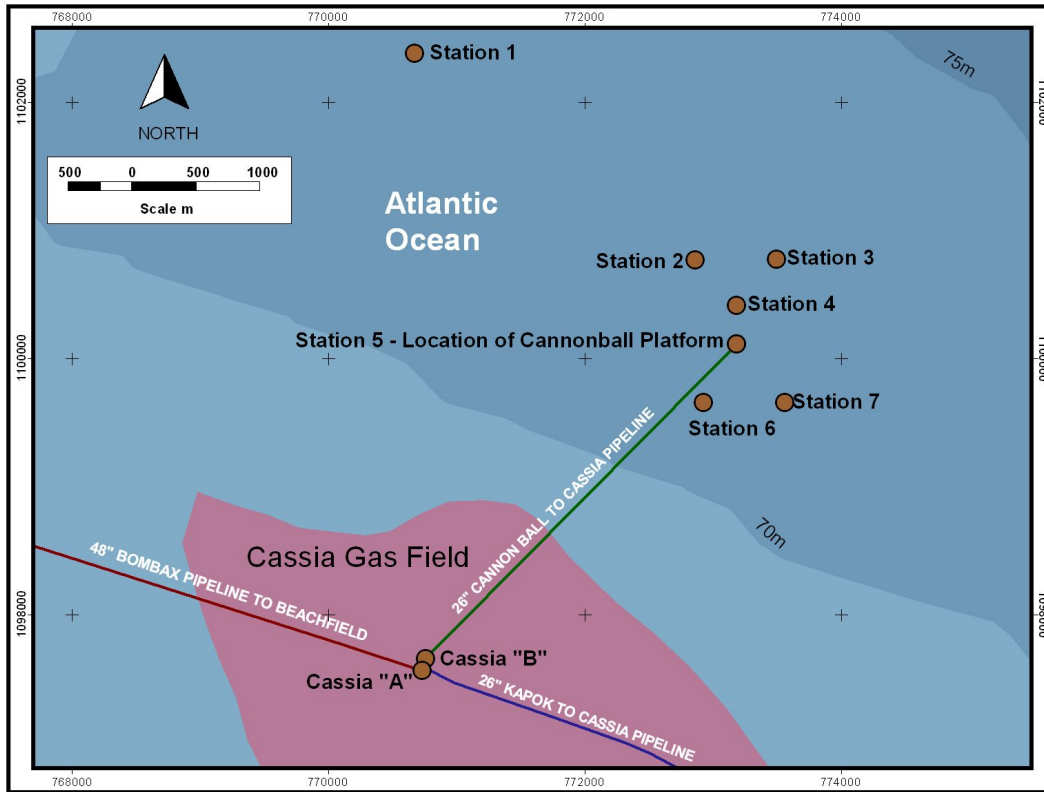 768000
770000
772000
774000
Station 1
75m
1102000
1102000
NORTH
500 0 500 1000
Scale m
Atlantic
Ocean
Station 2
Station 3
Station 4
Station 5 - Location of Cannonball Platform
1100000
1100000
Station 6
Station 7
26" CANNON BALL TO CASSIA PIPELINE
70m
Cassia Gas Field
48" BOMBAX PIPELINE TO BEACHFIELD
1098000
1098000
Cassia "B"
Cassia "A"
26" KAPOK TO CASSIA PIPELINE
768000
770000
772000
774000